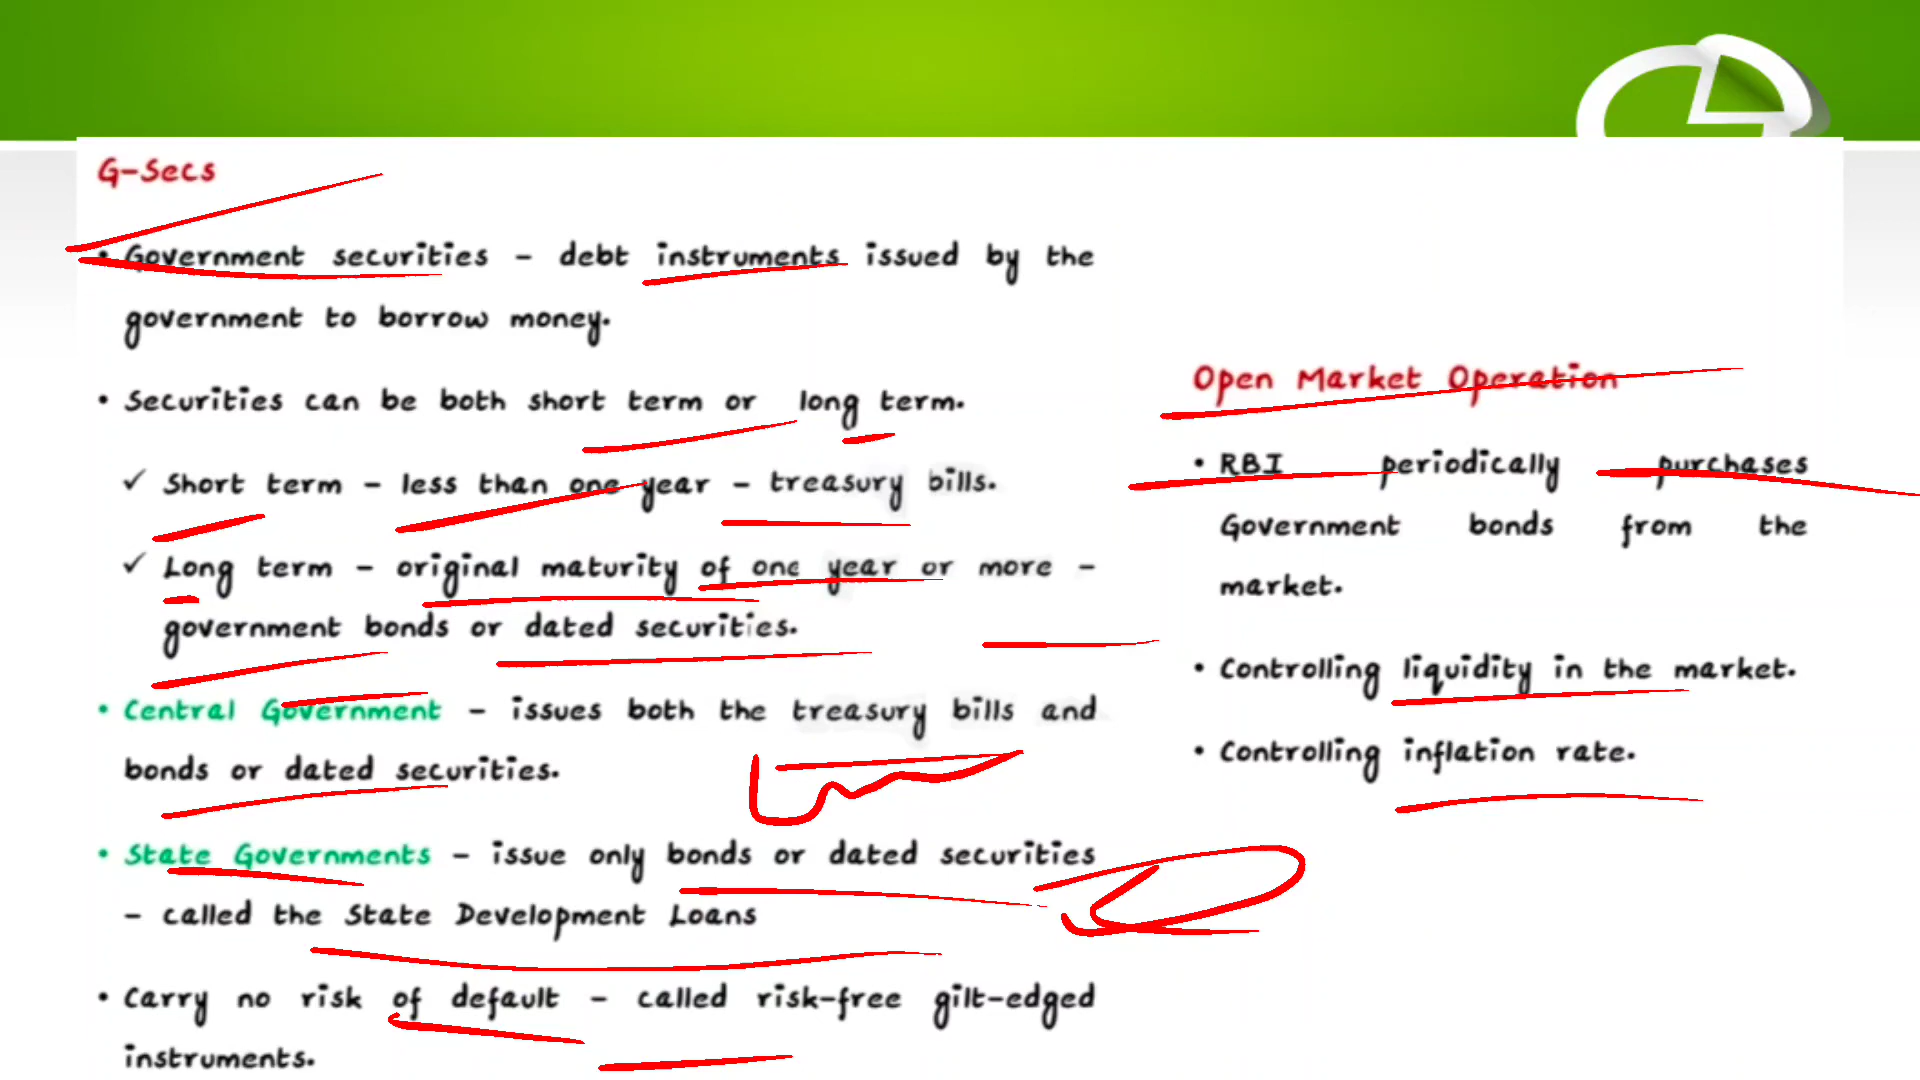 G-Secs
• Government securities – debt instruments issued by the
government to borrow money.
• Securities can be both short term or long term.
✓ Short term – less than one year – treasury bills.
✓ Long term – original maturity of one year or more –
government bonds or dated securities.
• Central Government – issues both the treasury bills and
bonds or dated securities.
• State Governments – issue only bonds or dated securities
– called the State Development Loans
• Carry no risk of default – called risk-free gilt-edged
instruments.
Open Market Operation
• RBI periodically purchases
Government bonds from the
market.
• Controlling liquidity in the market.
• Controlling inflation rate.